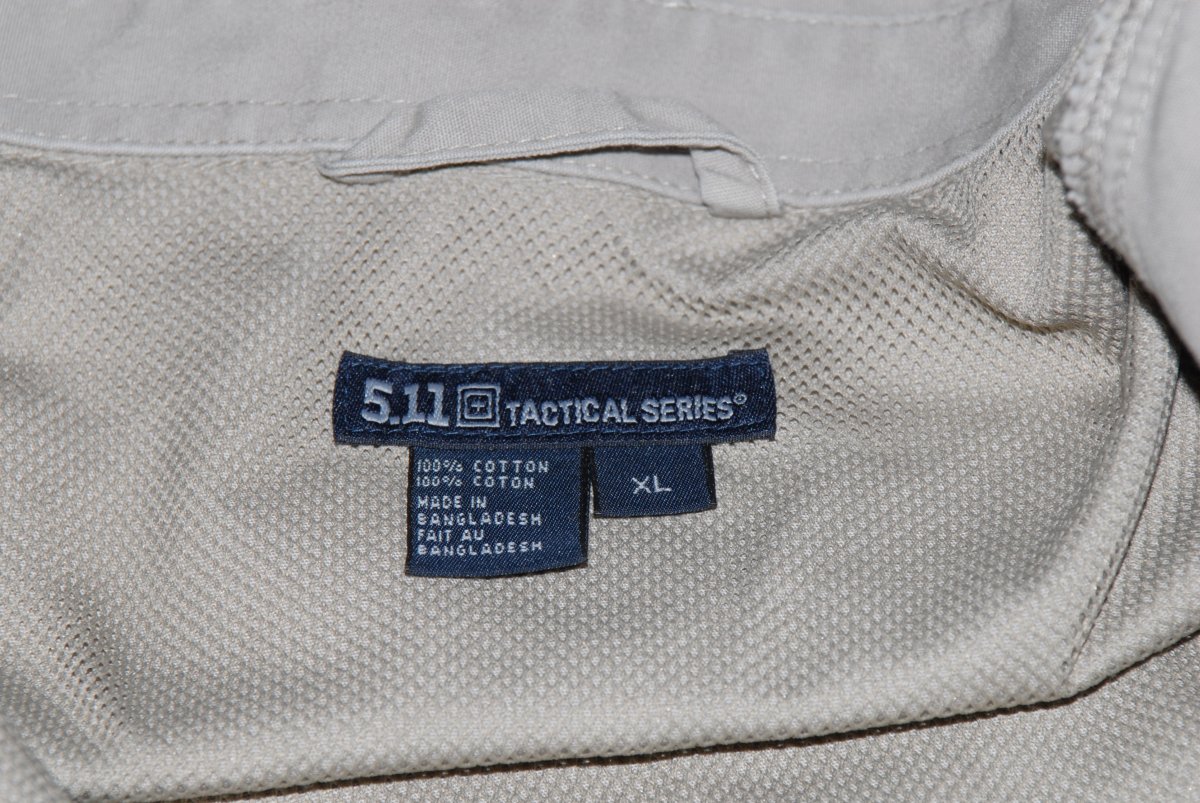 5.11 TACTICAL SERIES®
100% COTTON
100% COTON
MADE IN
BANGLADESH
FAIT AU
BANGLADESH
XL